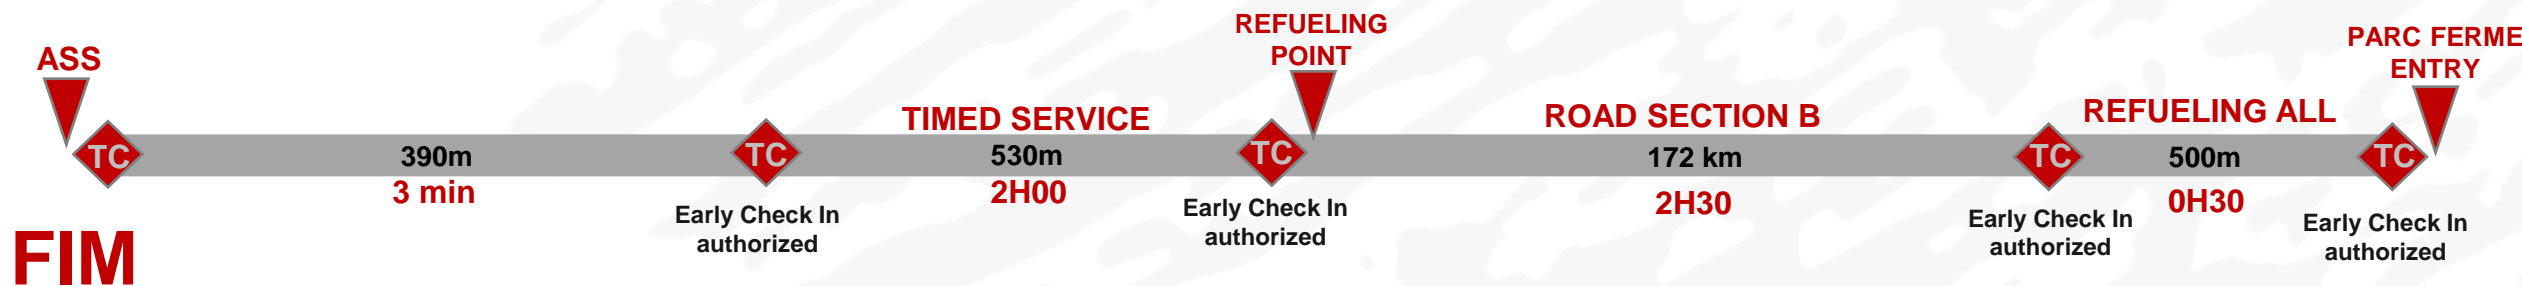 ASS
TC
390m
3 min
TC
Early Check In
authorized
TIMED SERVICE
530m
2H00
REFUELING
POINT
TC
Early Check In
authorized
ROAD SECTION B
172 km
2H30
TC
Early Check In
authorized
REFUELING ALL
500m
0H30
PARC FERME
ENTRY
TC
Early Check In
authorized
FIM